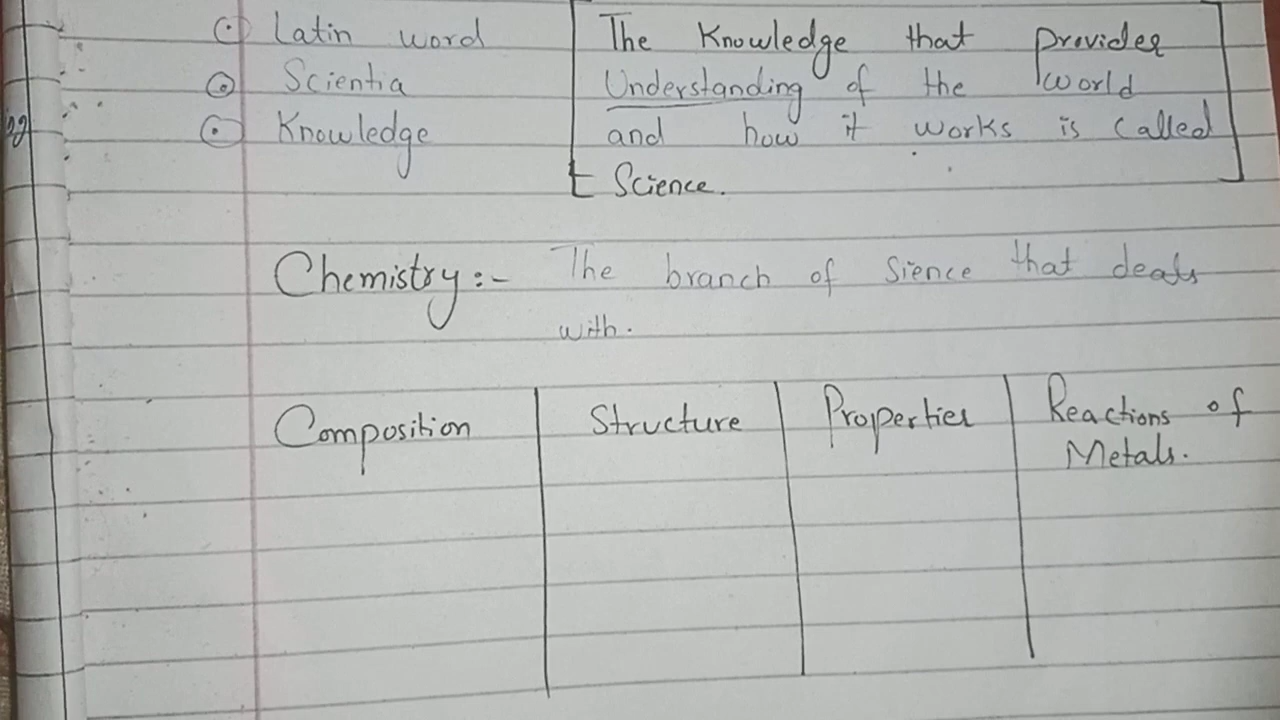 Latin word
Scientia
Knowledge
The Knowledge that provides
Understanding of the world
and how it works is called
Science.
Chemistry:- The branch of Sience that deals
with.
Composition
Structure
Properties
Reactions of
Metals.